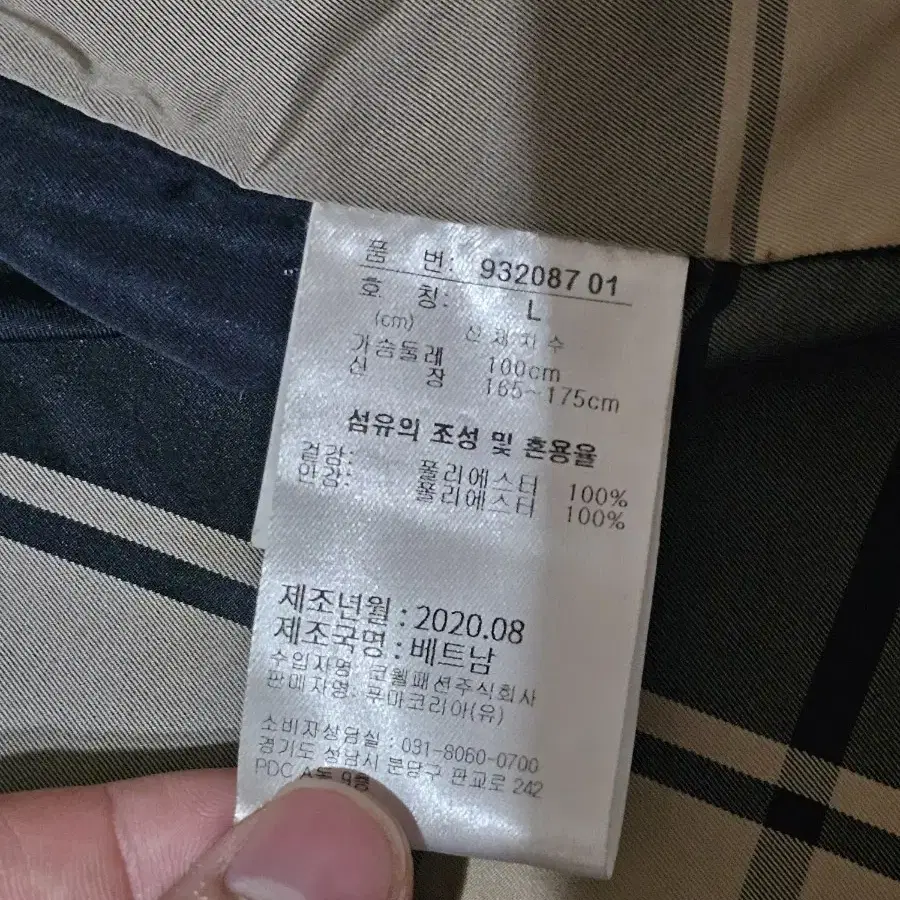 품 번: 932087 01
호 칭: L
(cm) 신체치수
가슴둘레 100cm
신 장 165~175cm
섬유의 조성 및 혼용율
겉감: 폴리에스터 100%
안감: 폴리에스터 100%
제조년월 : 2020.08
제조국명 : 베트남
수입자명: 코웰패션주식회사
판매자명: 푸마코리아(유)
소비자상담실 : 031-8060-0700
경기도 성남시 분당구 판교로 242
PDC A동 9층